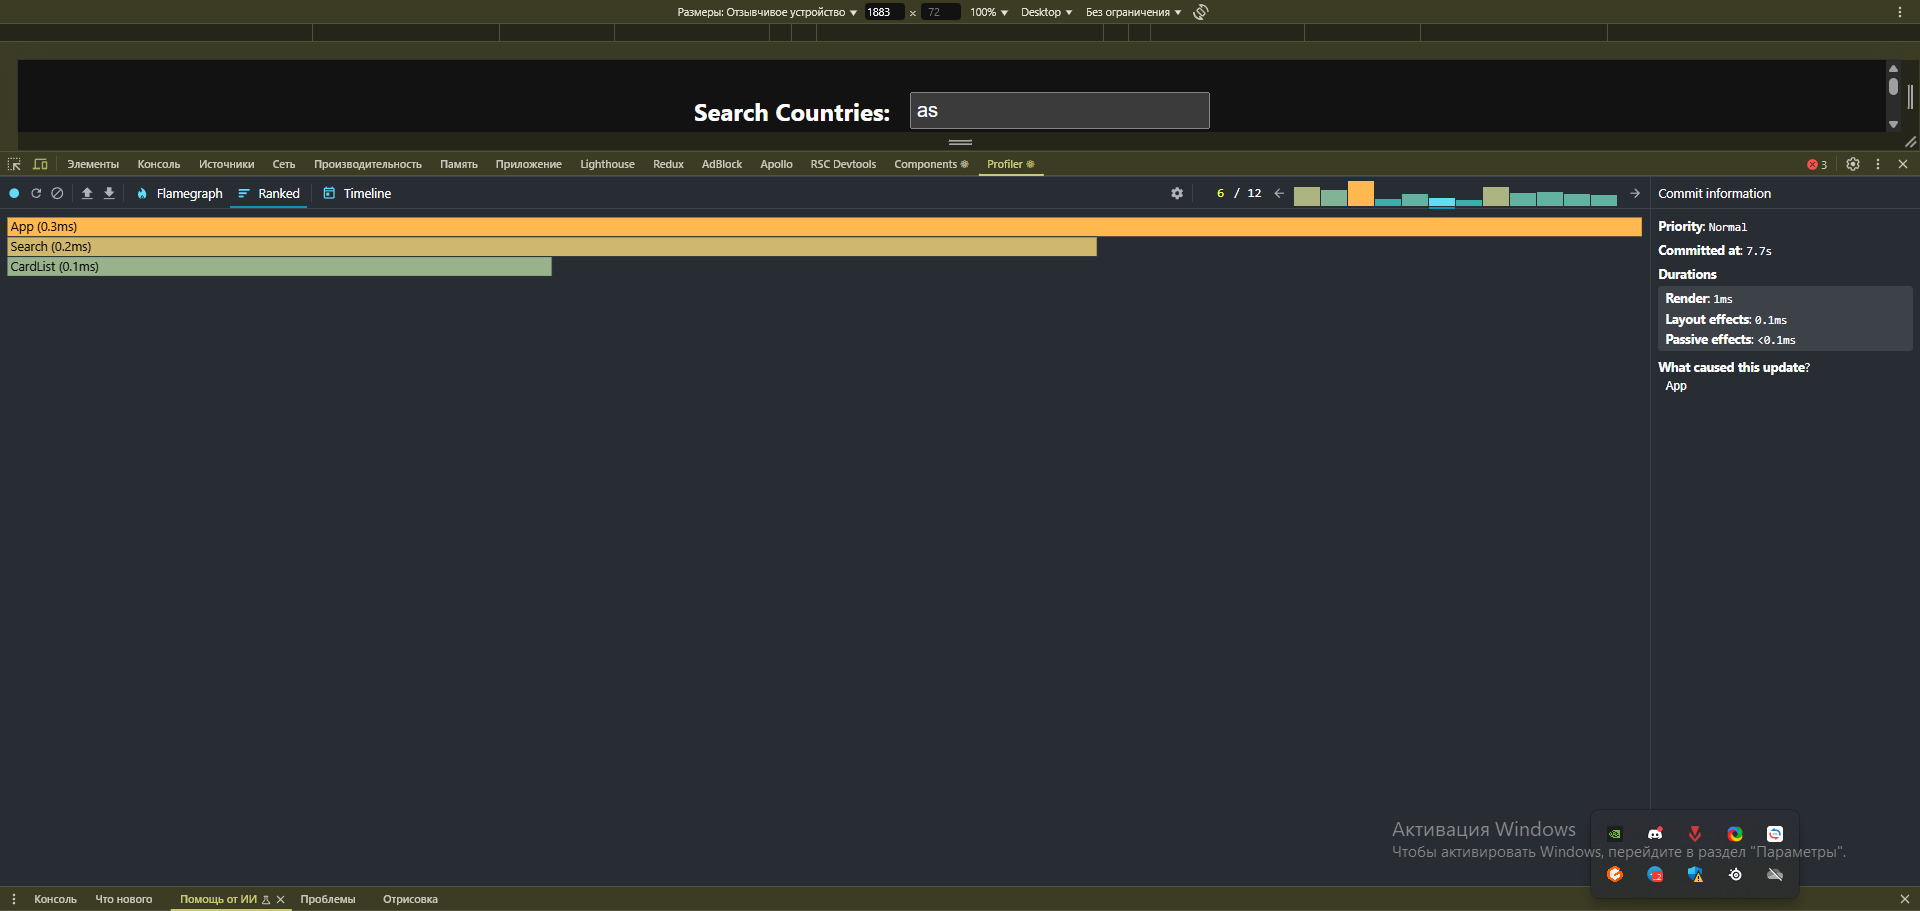 Размеры: Отзывчивое устройство 1883 × 72 100% Desktop Без ограничения
Search Countries: as
Элементы Консоль Источники Сеть Производительность Память Приложение Lighthouse Redux AdBlock Apollo RSC Devtools Components Profiler 3
Flamegraph Ranked Timeline 6 / 12
Commit information
App (0.3ms)
Search (0.2ms)
CardList (0.1ms)
Priority: Normal
Committed at: 7.7s
Durations
Render: 1ms
Layout effects: 0.1ms
Passive effects: <0.1ms
What caused this update?
App
Активация Windows
Чтобы активировать Windows, перейдите в раздел "Параметры".
Консоль Что нового Помощь от ИИ Проблемы Отрисовка